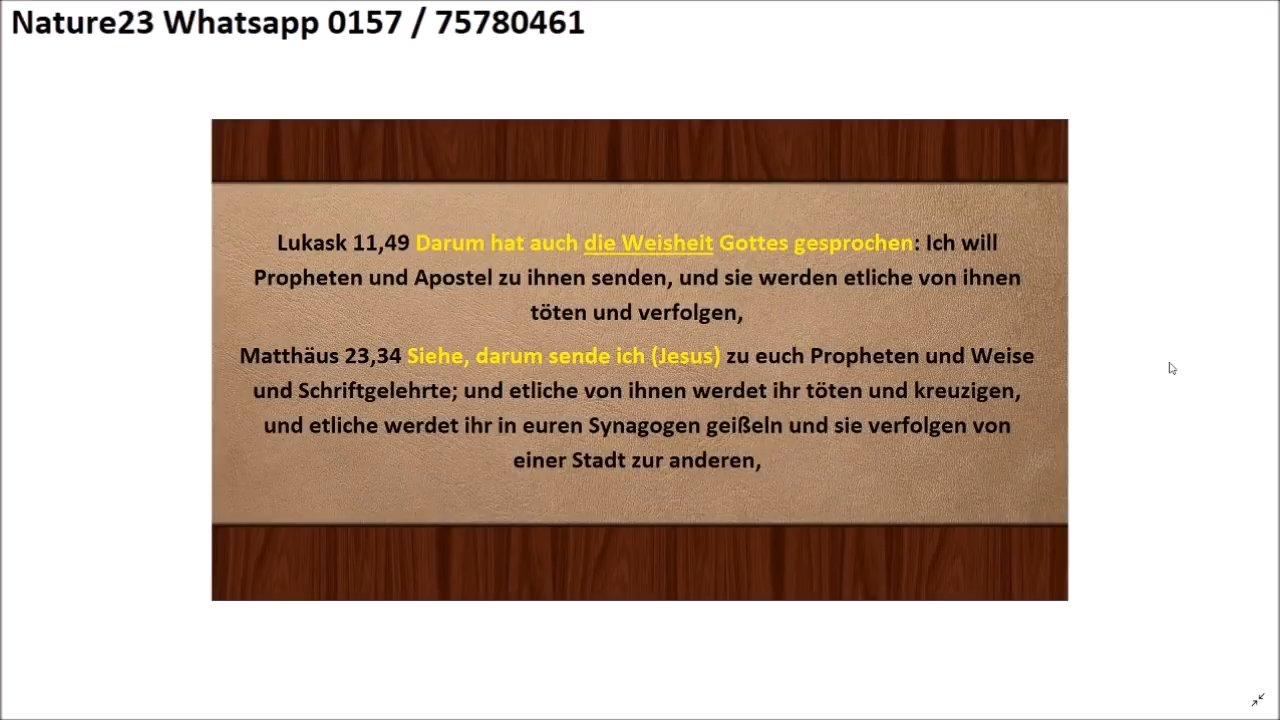 Nature23 Whatsapp 0157 / 75780461
Lukask 11,49 Darum hat auch die Weisheit Gottes gesprochen: Ich will
Propheten und Apostel zu ihnen senden, und sie werden etliche von ihnen
töten und verfolgen,
Matthäus 23,34 Siehe, darum sende ich (Jesus) zu euch Propheten und Weise
und Schriftgelehrte; und etliche von ihnen werdet ihr töten und kreuzigen,
und etliche werdet ihr in euren Synagogen geißeln und sie verfolgen von
einer Stadt zur anderen,